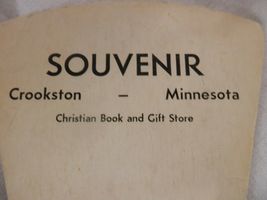 SOUVENIR
Crookston – Minnesota
Christian Book and Gift Store